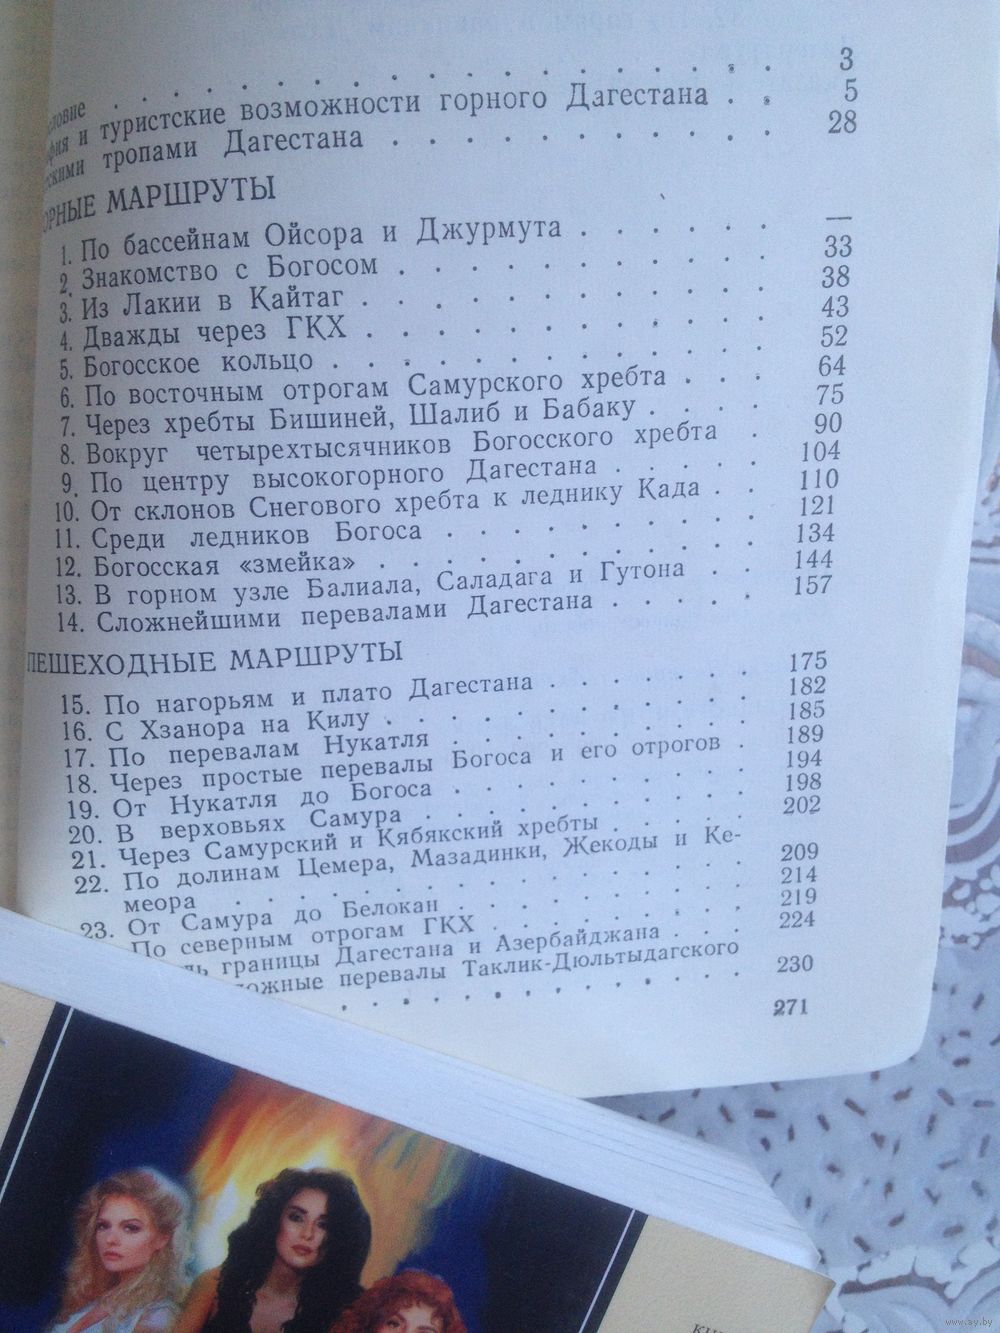 словие . . . . . . . . . . . . . . . . . 3
фия и туристские возможности горного Дагестана . . 5
скими тропами Дагестана . . . . . . . . . . . 28
ОРНЫЕ МАРШРУТЫ
1. По бассейнам Ойсора и Джурмута . . . . . . —
2. Знакомство с Богосом . . . . . . . . . . . 33
3. Из Лакии в Кайтаг . . . . . . . . . . . . 38
4. Дважды через ГКХ . . . . . . . . . . . . 43
5. Богосское кольцо . . . . . . . . . . . . 52
6. По восточным отрогам Самурского хребта . . . 64
7. Через хребты Бишиней, Шалиб и Бабаку . . . . 75
8. Вокруг четырехтысячников Богосского хребта . 90
9. По центру высокогорного Дагестана . . . . . 104
10. От склонов Снегового хребта к леднику Када . . 110
11. Среди ледников Богоса . . . . . . . . . . 121
12. Богосская «змейка» . . . . . . . . . . . 134
13. В горном узле Балиала, Саладага и Гутона . . 144
14. Сложнейшими перевалами Дагестана . . . . . 157
ПЕШЕХОДНЫЕ МАРШРУТЫ
15. По нагорьям и плато Дагестана . . . . . . . 175
16. С Хзанора на Килу . . . . . . . . . . . . 182
17. По перевалам Нукатля . . . . . . . . . . 185
18. Через простые перевалы Богоса и его отрогов . 189
19. От Нукатля до Богоса . . . . . . . . . . 194
20. В верховьях Самура . . . . . . . . . . . 198
21. Через Самурский и Кябякский хребты . . . . . 202
22. По долинам Цемера, Мазадинки, Жекоды и Ке-
меора . . . . . . . . . . . . . . . . 209
23. От Самура до Белокан . . . . . . . . . . 214
По северным отрогам ГКХ . . . . . . . . . 219
ль границы Дагестана и Азербайджана . . . . 224
ложные перевалы Таклик-Дюльтыдагского
. . . . . . . . . . . . . 230
271
www.ay.by